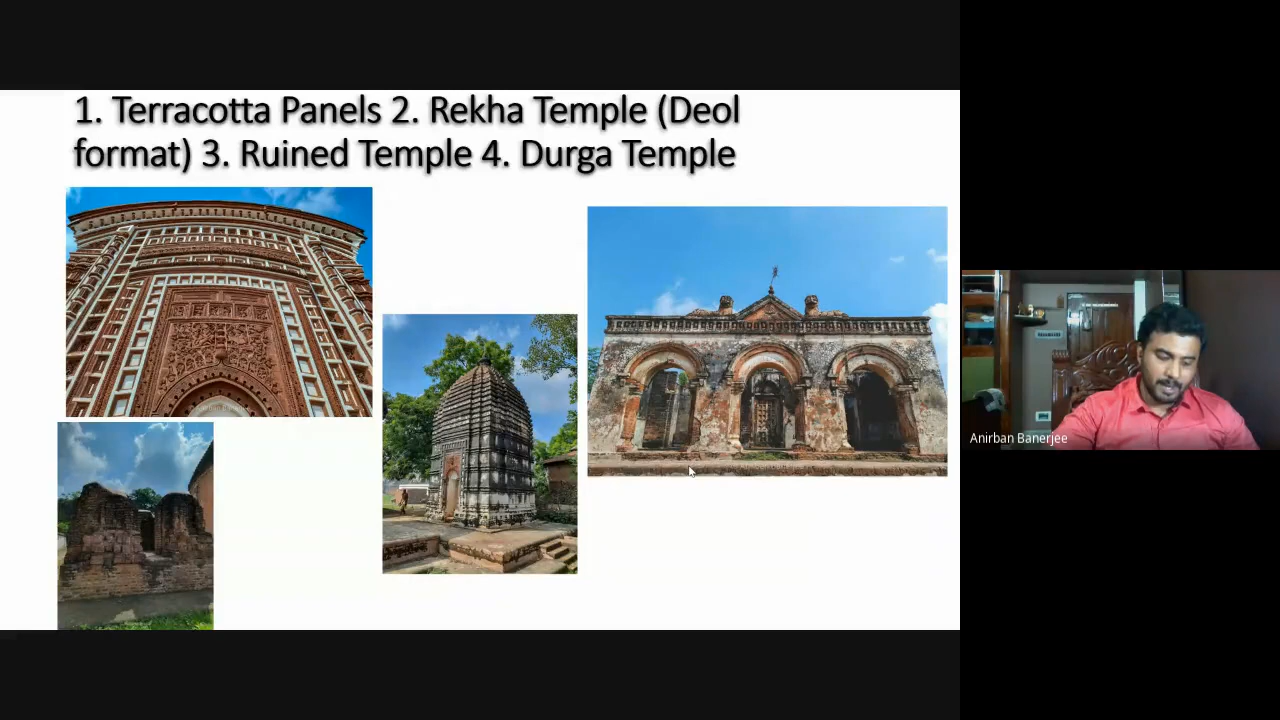 1. Terracotta Panels 2. Rekha Temple (Deol
format) 3. Ruined Temple 4. Durga Temple
Anirban Banerjee